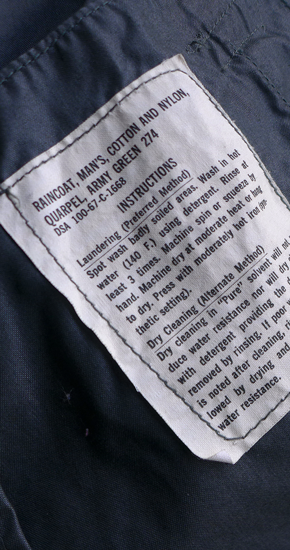 RAINCOAT, MAN'S, COTTON AND NYLON,
QUARPEL, ARMY GREEN 274
DSA 100-67-C-1668
INSTRUCTIONS
Laundering (Preferred Method)
Spot wash badly soiled areas. Wash in hot
water (140 F.) using detergent. Rinse at
least 3 times. Machine spin or squeeze by
hand. Machine dry at moderate heat, or hang
to dry. Press with moderately hot iron
setting).
Dry Cleaning (Alternate Method)
Dry cleaning in "Pure" solvents will not
duce water resistance nor will dry
with detergent providing its
removed by rinsing. If poor
is noted after cleaning,
lowed by drying and
water resistance.